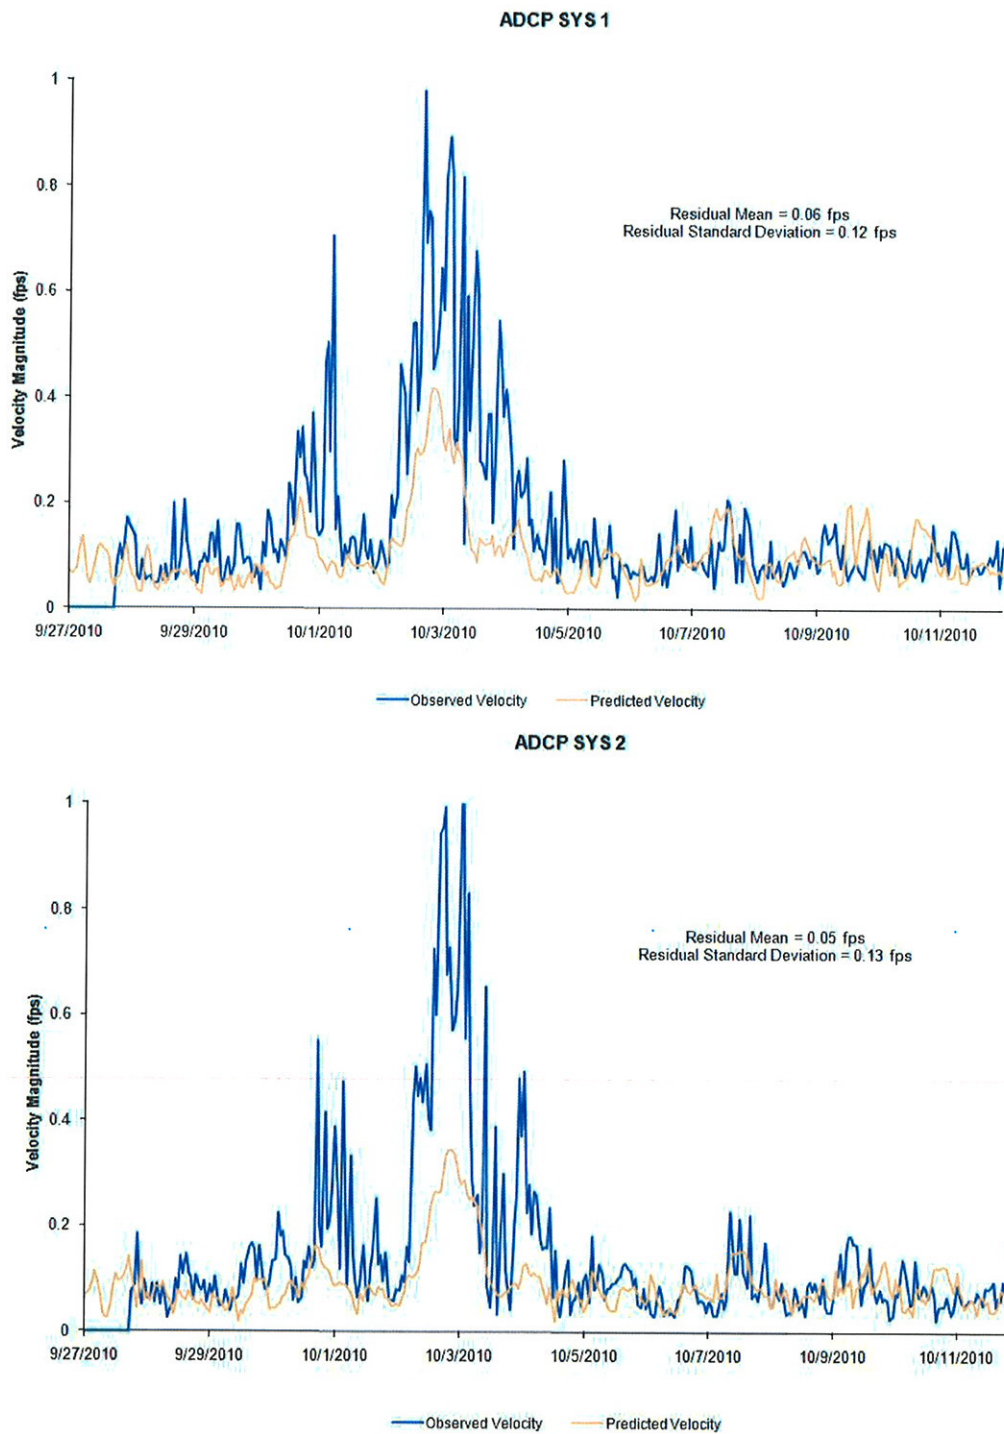 ADCP SYS 1
1
0.8
0.6
0.4
0.2
0
Velocity Magnitude (fps)
Residual Mean = 0.06 fps
Residual Standard Deviation = 0.12 fps
9/27/2010 9/29/2010 10/1/2010 10/3/2010 10/5/2010 10/7/2010 10/9/2010 10/11/2010
Observed Velocity Predicted Velocity
ADCP SYS 2
1
0.8
0.6
0.4
0.2
0
Velocity Magnitude (fps)
Residual Mean = 0.05 fps
Residual Standard Deviation = 0.13 fps
9/27/2010 9/29/2010 10/1/2010 10/3/2010 10/5/2010 10/7/2010 10/9/2010 10/11/2010
Observed Velocity Predicted Velocity